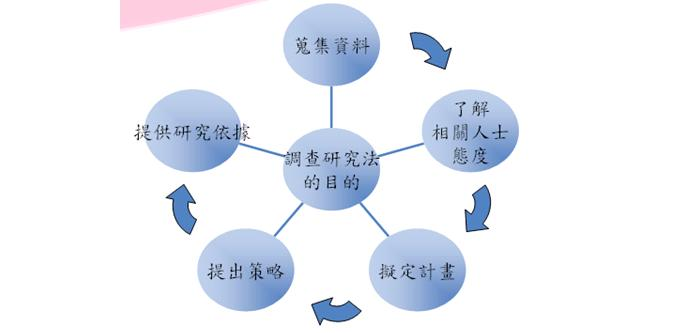 蒐集資料
了解
相關人士
態度
擬定計畫
提出策略
提供研究依據
調查研究法
的目的